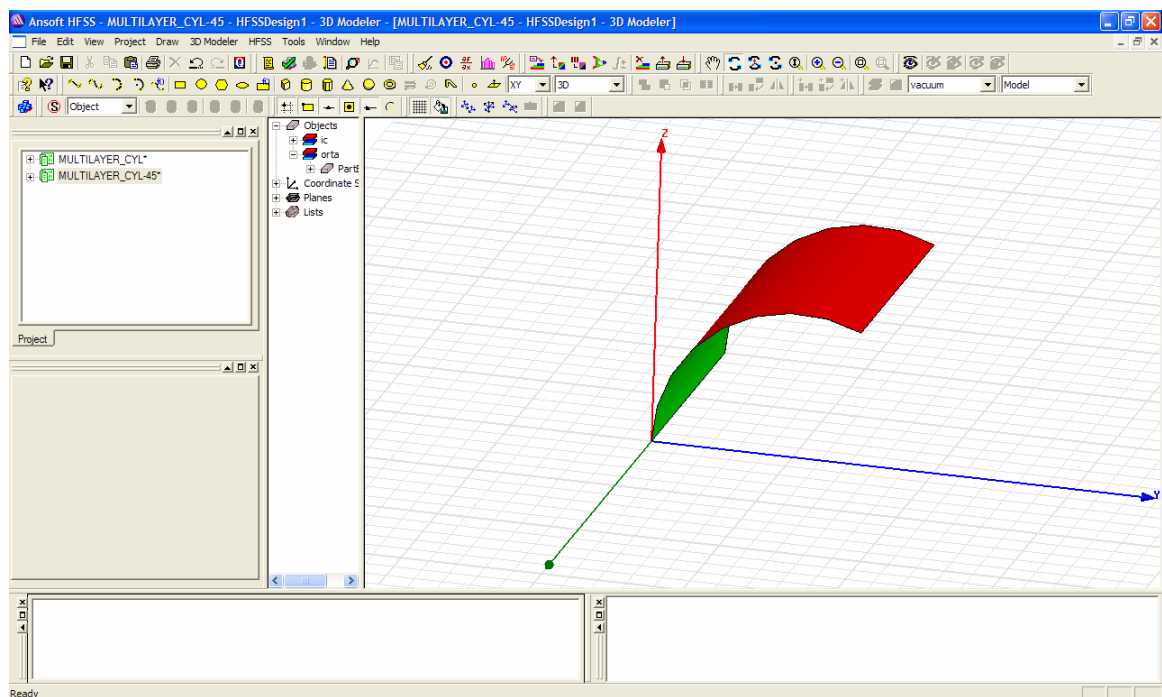 Ansoft HFSS - MULTILAYER_CYL-45 - HFSSDesign1 - 3D Modeler - [MULTILAYER_CYL-45 - HFSSDesign1 - 3D Modeler]
File Edit View Project Draw 3D Modeler HFSS Tools Window Help
XY 3D vacuum Model
Object
MULTILAYER_CYL*
MULTILAYER_CYL-45*
Project
Objects
ic
orta
Coordinate S
Planes
Lists
Z
Y
Ready